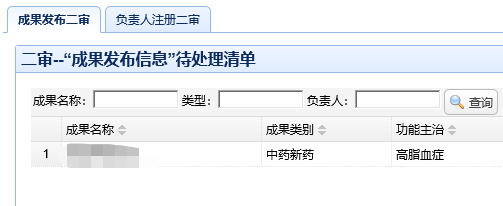 成果发布二审 负责人注册二审
二审--“成果发布信息”待处理清单
成果名称： 类型： 负责人： 查询
成果名称 成果类别 功能主治
1 中药新药 高脂血症